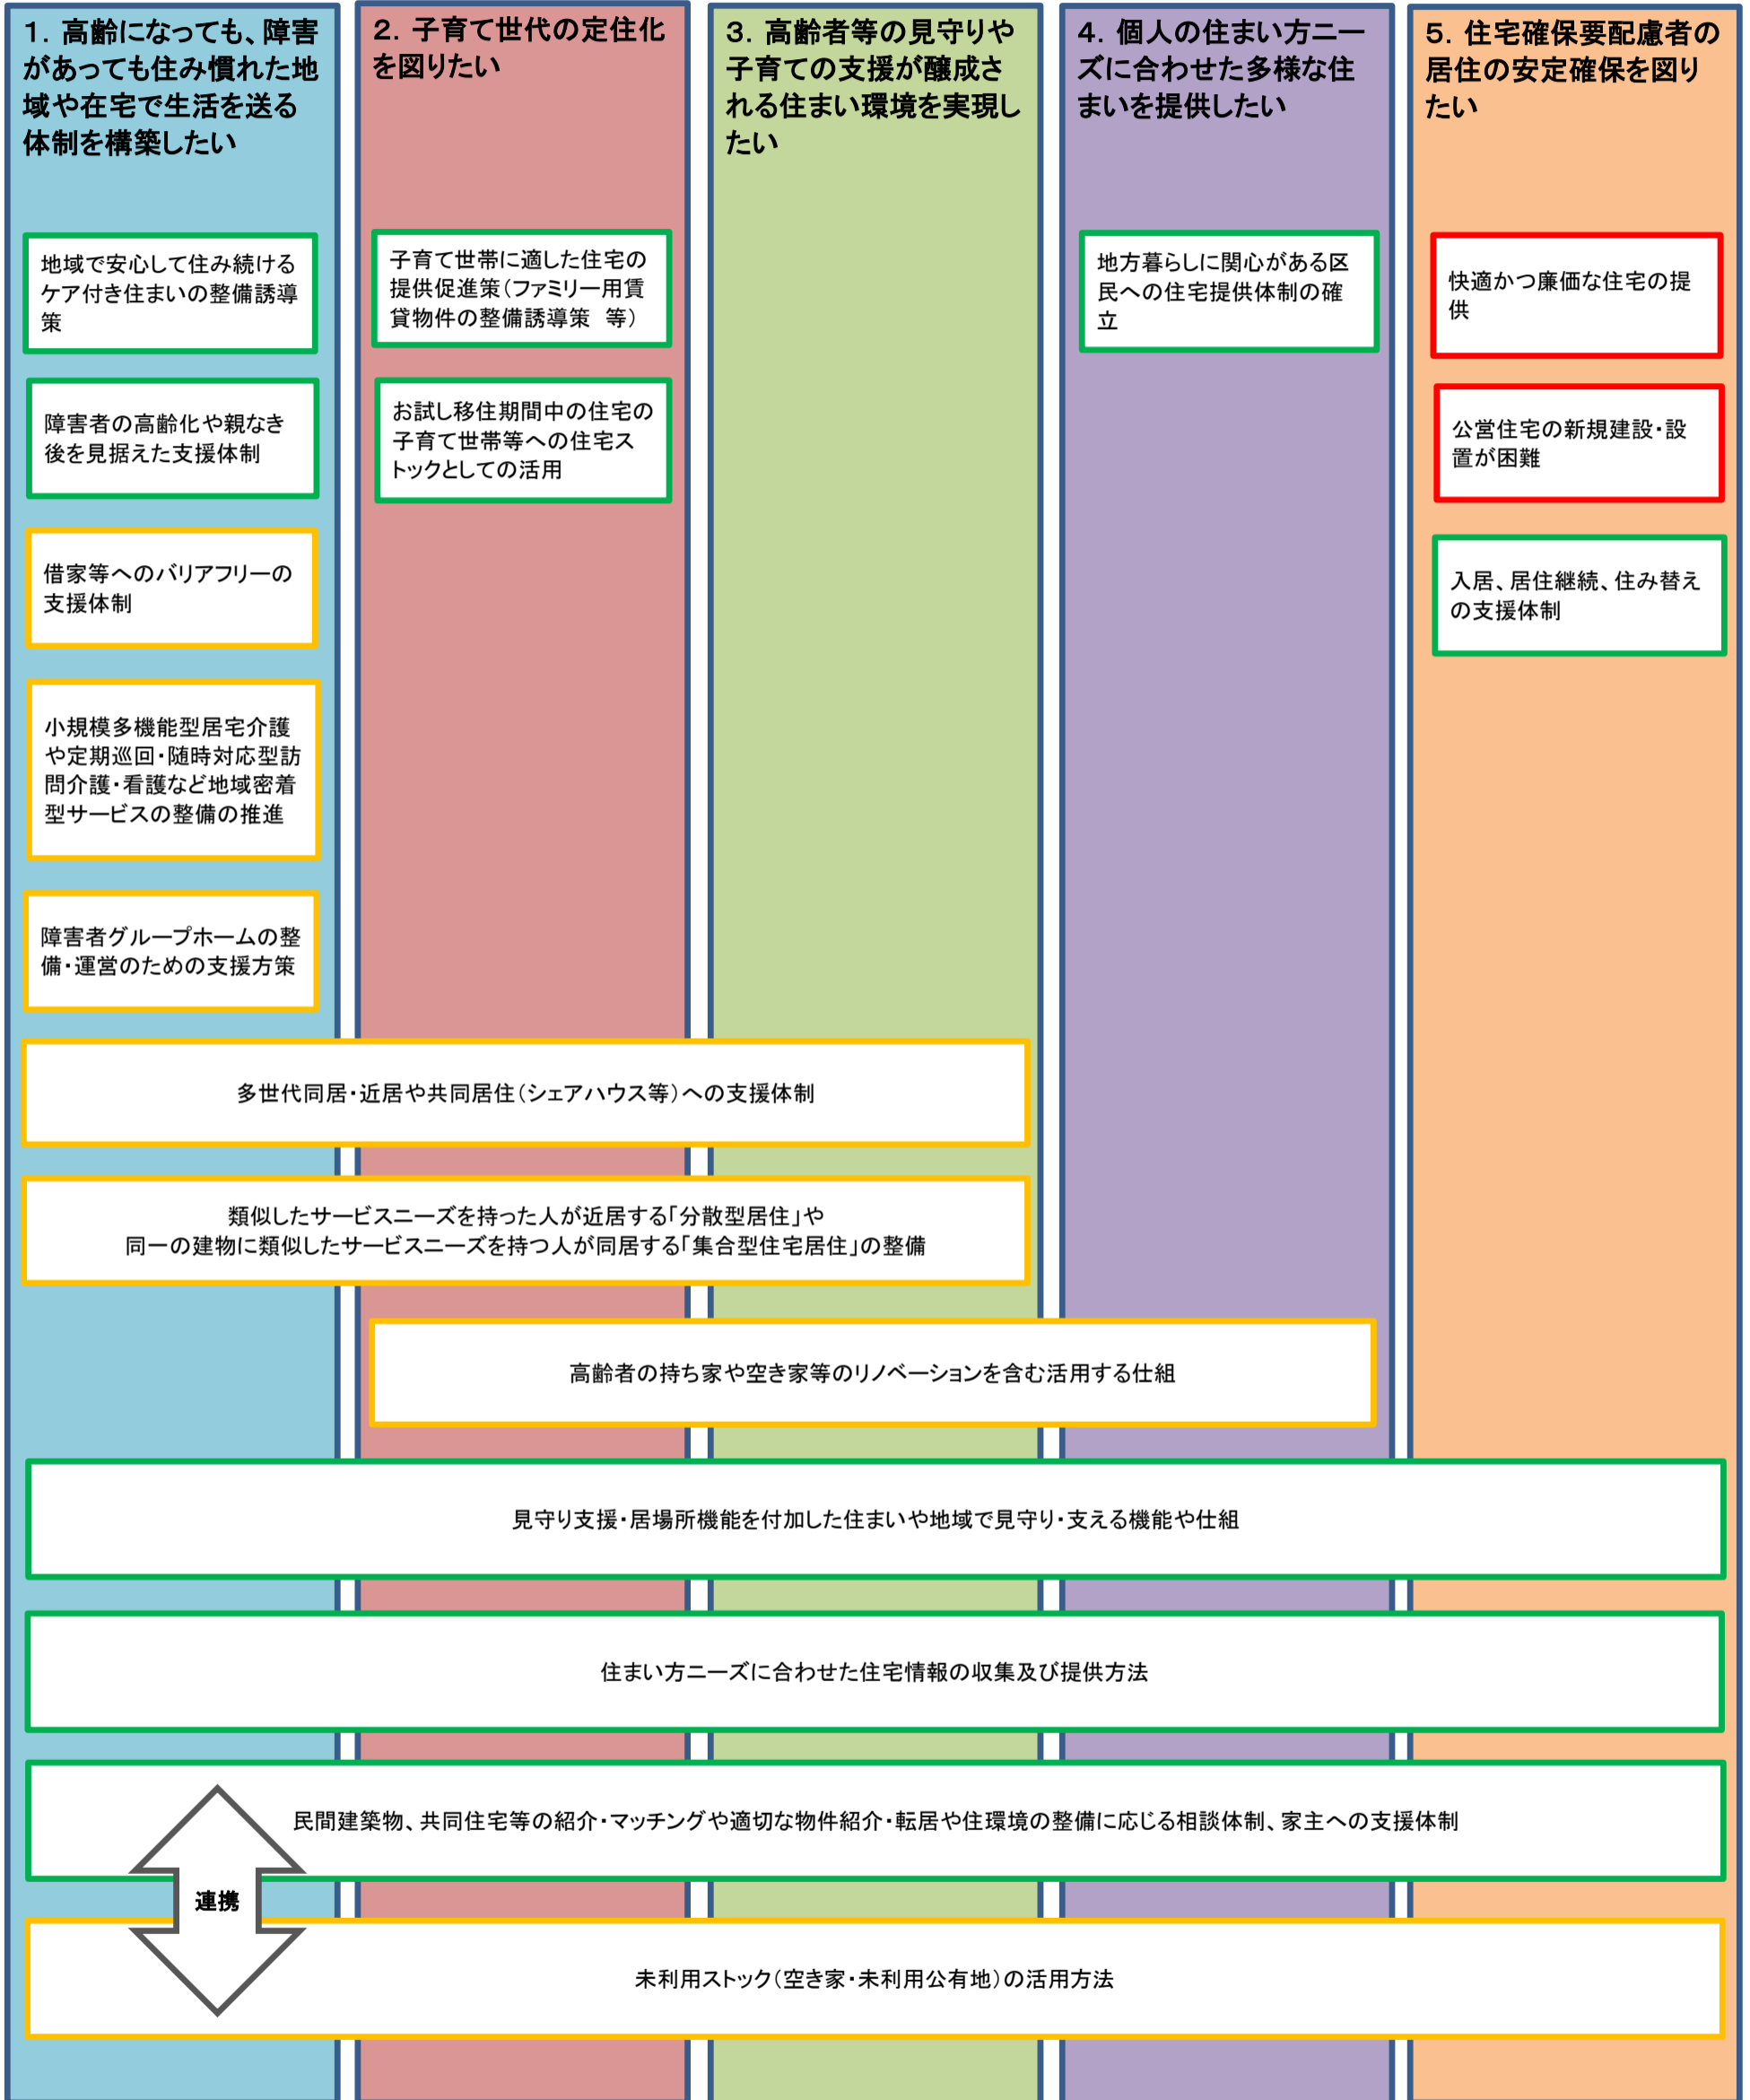 1．高齢になっても、障害
があっても住み慣れた地
域や在宅で生活を送る
体制を構築したい
2．子育て世代の定住化
を図りたい
3．高齢者等の見守りや
子育ての支援が醸成さ
れる住まい環境を実現し
たい
4．個人の住まい方ニー
ズに合わせた多様な住
まいを提供したい
5．住宅確保要配慮者の
居住の安定確保を図り
たい
地域で安心して住み続ける
ケア付き住まいの整備誘導
策
子育て世帯に適した住宅の
提供促進策（ファミリー用賃
貸物件の整備誘導策　等）
地方暮らしに関心がある区
民への住宅提供体制の確
立
快適かつ廉価な住宅の提
供
障害者の高齢化や親なき
後を見据えた支援体制
お試し移住期間中の住宅の
子育て世帯等への住宅ス
トックとしての活用
公営住宅の新規建設・設
置が困難
借家等へのバリアフリーの
支援体制
入居、居住継続、住み替え
の支援体制
小規模多機能型居宅介護
や定期巡回・随時対応型訪
問介護・看護など地域密着
型サービスの整備の推進
障害者グループホームの整
備・運営のための支援方策
多世代同居・近居や共同居住（シェアハウス等）への支援体制
類似したサービスニーズを持った人が近居する「分散型居住」や
同一の建物に類似したサービスニーズを持つ人が同居する「集合型住宅居住」の整備
高齢者の持ち家や空き家等のリノベーションを含む活用する仕組
見守り支援・居場所機能を付加した住まいや地域で見守り・支える機能や仕組
住まい方ニーズに合わせた住宅情報の収集及び提供方法
民間建築物、共同住宅等の紹介・マッチングや適切な物件紹介・転居や住環境の整備に応じる相談体制、家主への支援体制
連携
未利用ストック（空き家・未利用公有地）の活用方法